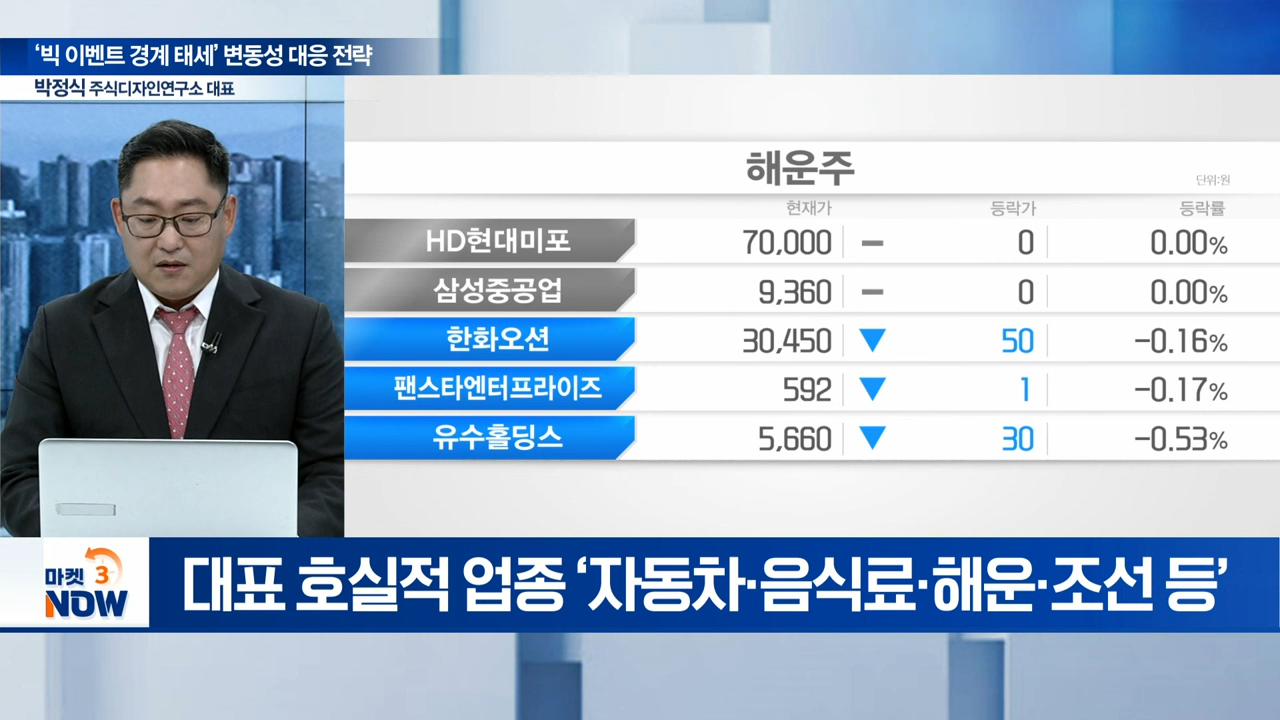 ‘빅 이벤트 경계 태세’ 변동성 대응 전략
박정식 주식디자인연구소 대표
해운주
단위:원
현재가 등락가 등락률
HD현대미포 70,000 － 0 0.00%
삼성중공업 9,360 － 0 0.00%
한화오션 30,450 ▼ 50 -0.16%
팬스타엔터프라이즈 592 ▼ 1 -0.17%
유수홀딩스 5,660 ▼ 30 -0.53%
마켓 3
NOW
대표 호실적 업종 ‘자동차·음식료·해운·조선 등’